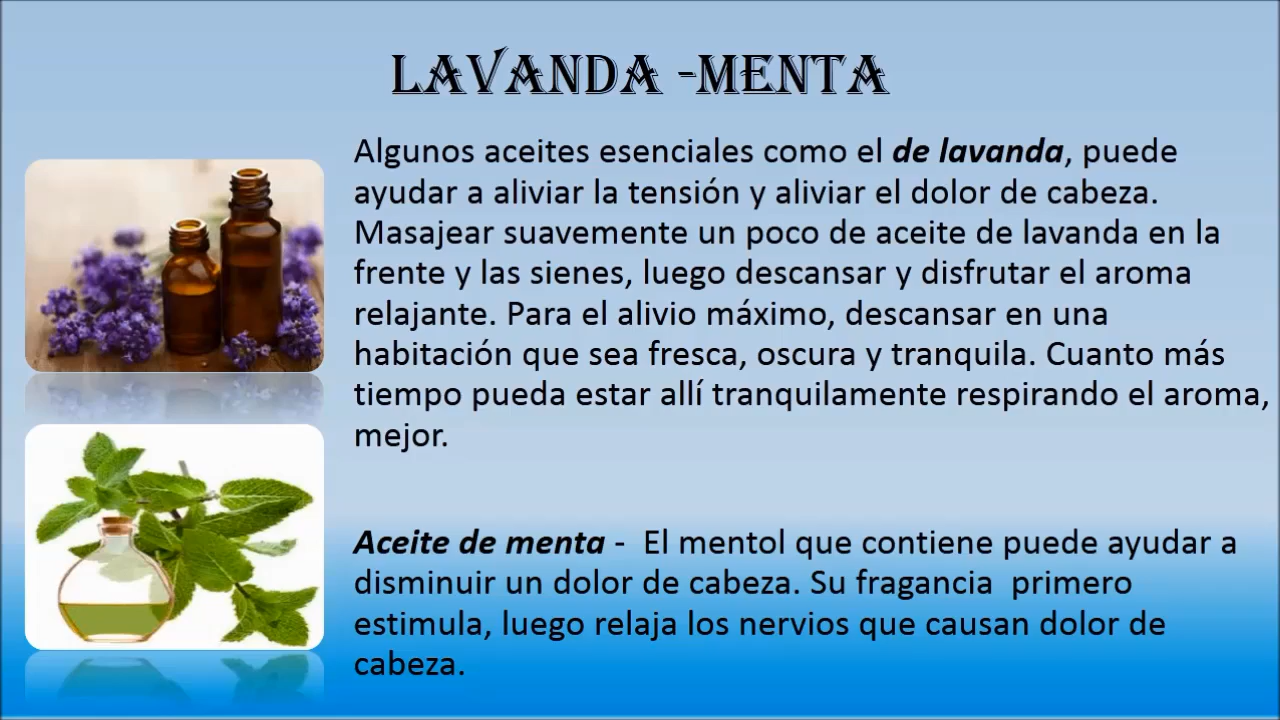 LAVANDA -MENTA
Algunos aceites esenciales como el de lavanda, puede
ayudar a aliviar la tensión y aliviar el dolor de cabeza.
Masajear suavemente un poco de aceite de lavanda en la
frente y las sienes, luego descansar y disfrutar el aroma
relajante. Para el alivio máximo, descansar en una
habitación que sea fresca, oscura y tranquila. Cuanto más
tiempo pueda estar allí tranquilamente respirando el aroma,
mejor.
Aceite de menta -  El mentol que contiene puede ayudar a
disminuir un dolor de cabeza. Su fragancia  primero
estimula, luego relaja los nervios que causan dolor de
cabeza.